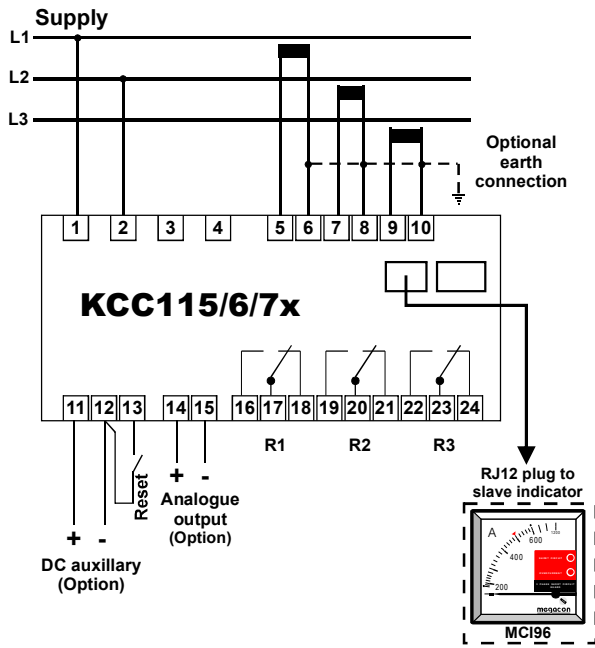 Supply
L1
L2
L3
Optional
earth
connection
1 2 3 4 5 6 7 8 9 10
KCC115/6/7x
11 12 13 14 15 16 17 18 19 20 21 22 23 24
R1 R2 R3
Reset
+ -
Analogue
output
(Option)
+ -
DC auxillary
(Option)
RJ12 plug to
slave indicator
A
200
400
600
1200
megacon
MCI96